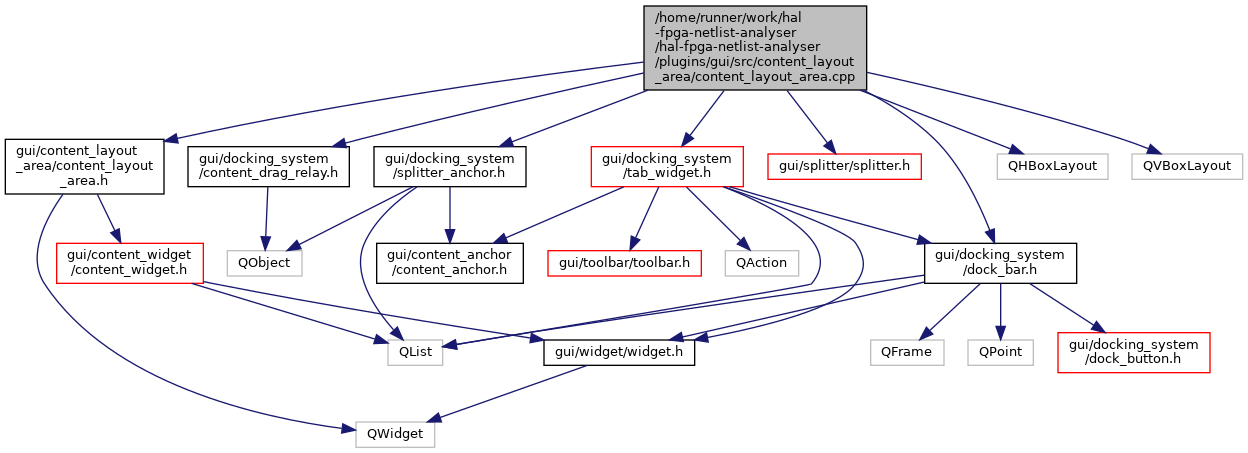 /home/runner/work/hal
-fpga-netlist-analyser
/hal-fpga-netlist-analyser
/plugins/gui/src/content_layout
_area/content_layout_area.cpp
gui/content_layout
_area/content_layout
_area.h
gui/docking_system
/content_drag_relay.h
gui/docking_system
/splitter_anchor.h
gui/docking_system
/tab_widget.h
gui/splitter/splitter.h
QHBoxLayout
QVBoxLayout
gui/content_widget
/content_widget.h
QObject
gui/content_anchor
/content_anchor.h
gui/toolbar/toolbar.h
QAction
gui/docking_system
/dock_bar.h
QList
gui/widget/widget.h
QFrame
QPoint
gui/docking_system
/dock_button.h
QWidget